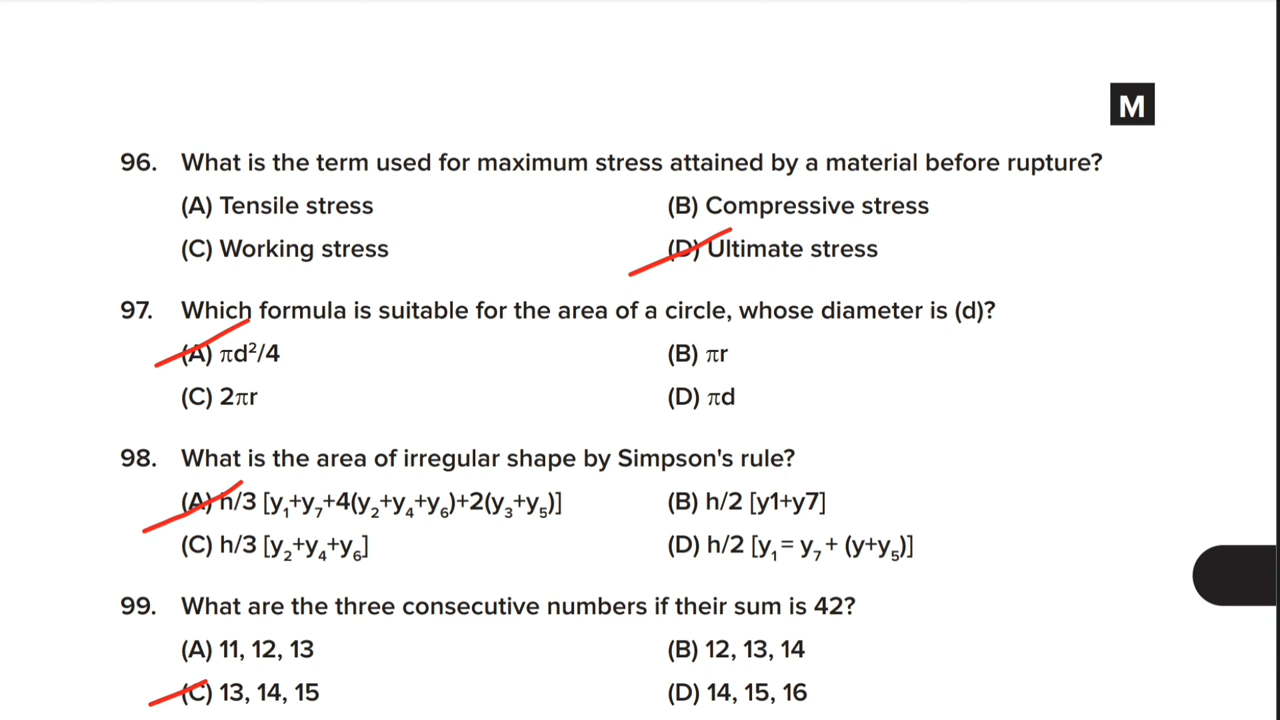 M
96. What is the term used for maximum stress attained by a material before rupture?
(A) Tensile stress (B) Compressive stress
(C) Working stress (D) Ultimate stress
97. Which formula is suitable for the area of a circle, whose diameter is (d)?
(A) πd²/4 (B) πr
(C) 2πr (D) πd
98. What is the area of irregular shape by Simpson's rule?
(A) h/3 [y₁+y₇+4(y₂+y₄+y₆)+2(y₃+y₅)] (B) h/2 [y1+y7]
(C) h/3 [y₂+y₄+y₆] (D) h/2 [y₁= y₇+ (y+y₅)]
99. What are the three consecutive numbers if their sum is 42?
(A) 11, 12, 13 (B) 12, 13, 14
(C) 13, 14, 15 (D) 14, 15, 16